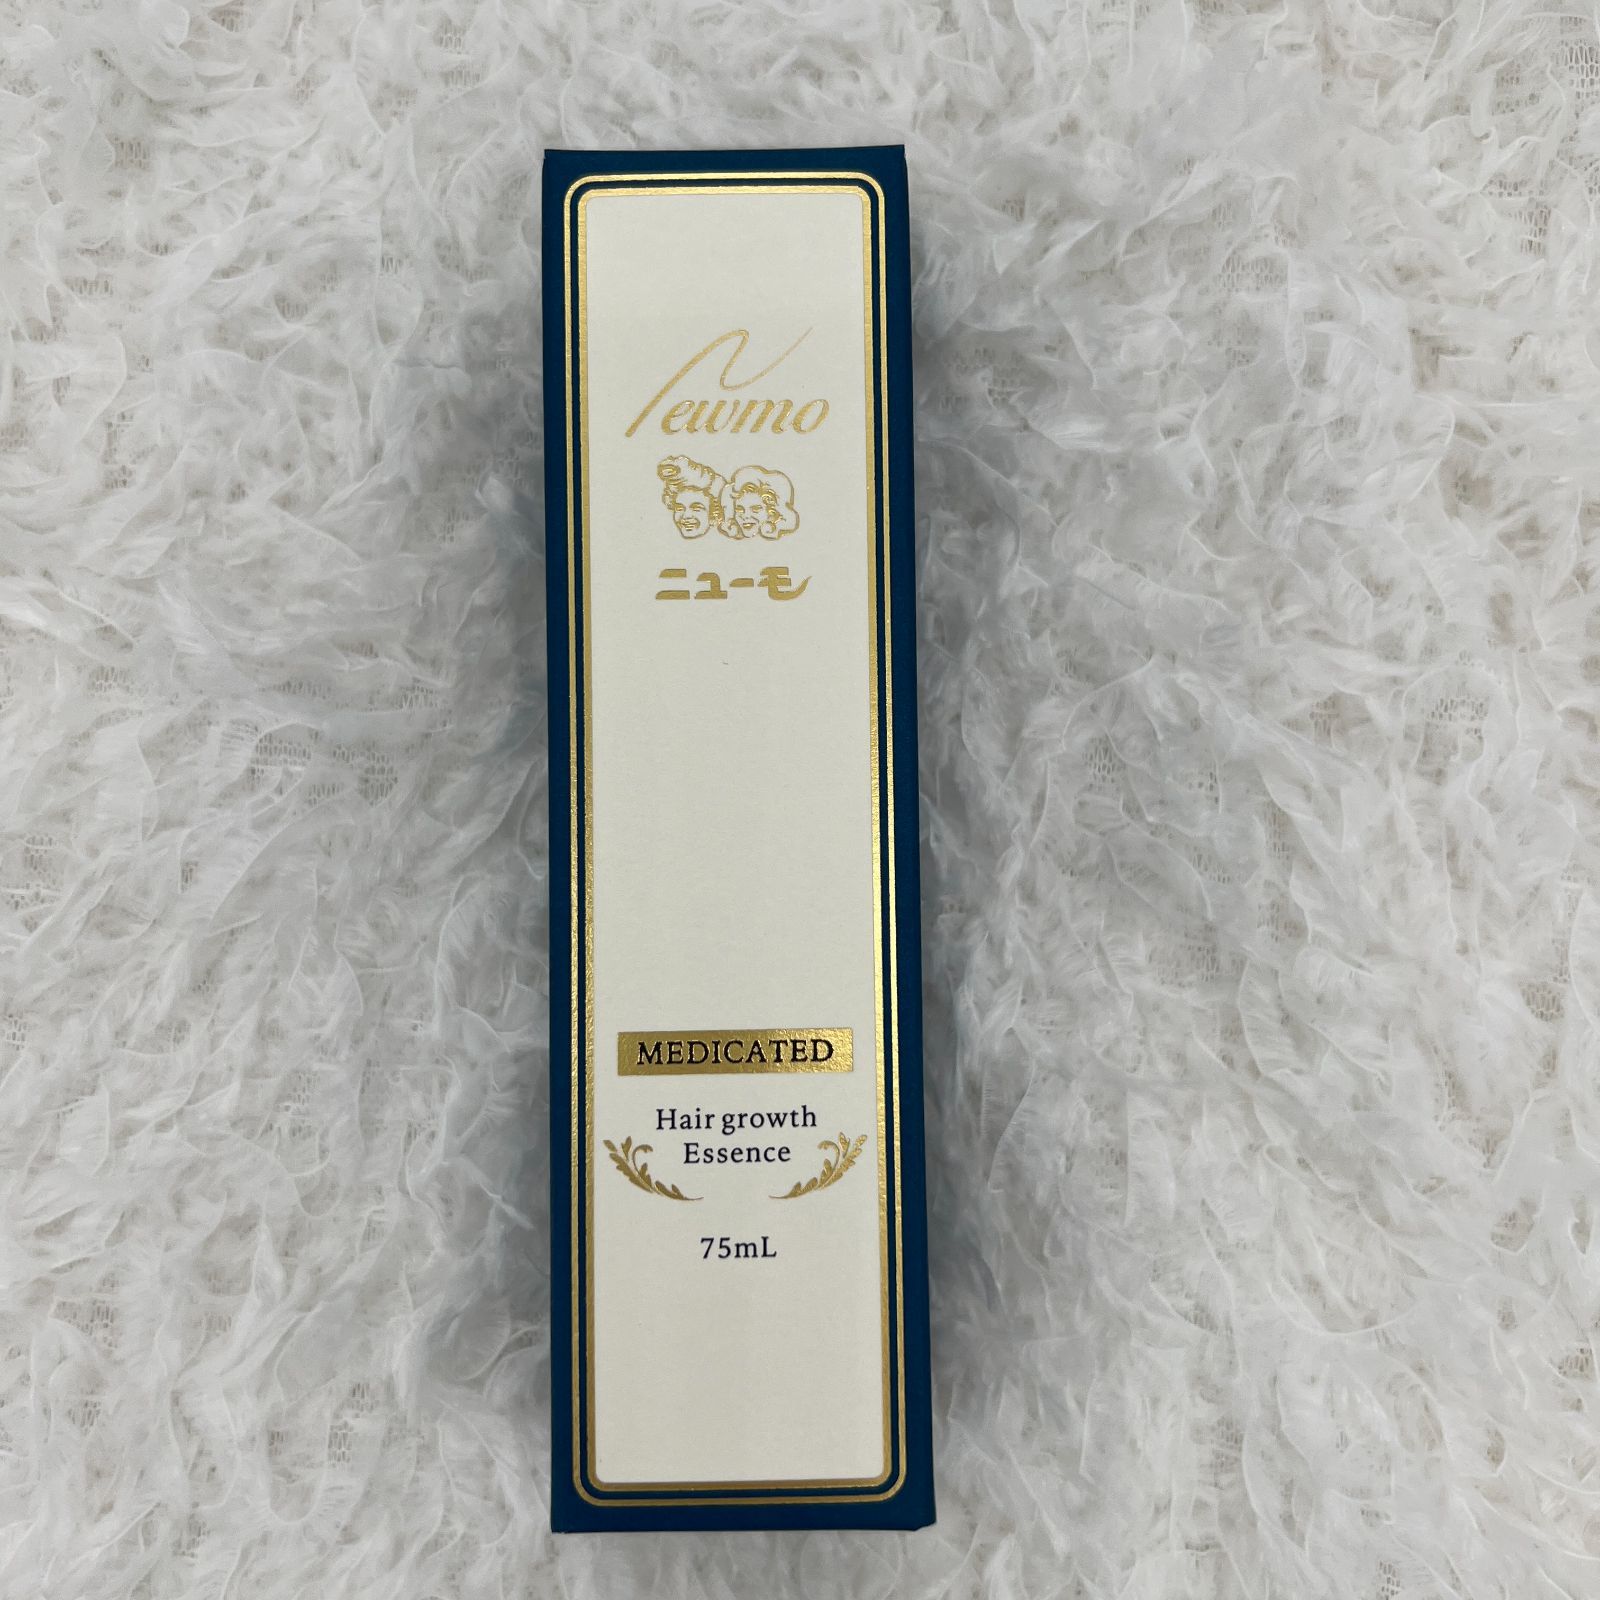 Newmo
ニューモ
MEDICATED
Hair growth
Essence
75mL